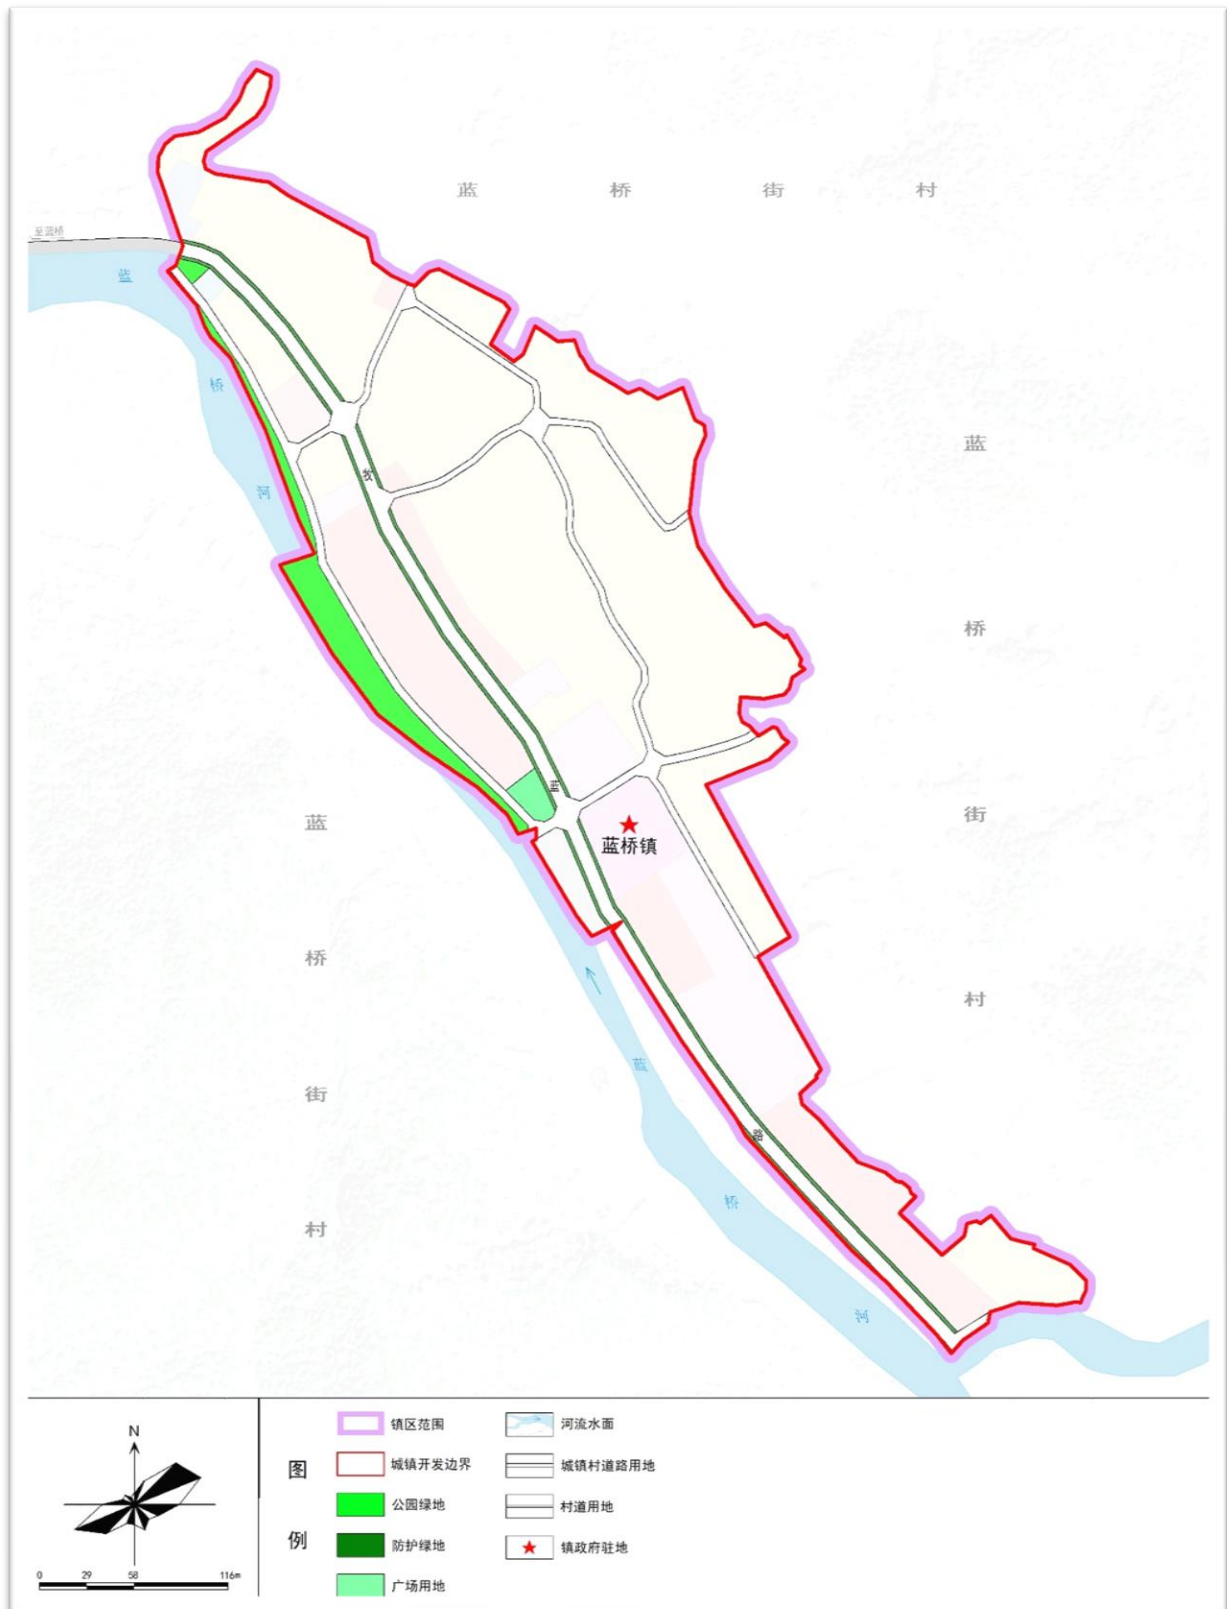 蓝桥街村
至蓝桥
蓝桥河
牧蓝路
蓝桥街村
蓝桥镇
蓝桥街村
蓝桥河
N
0 29 58 116m
图例
镇区范围
城镇开发边界
公园绿地
防护绿地
广场用地
河流水面
城镇村道路用地
村道用地
镇政府驻地